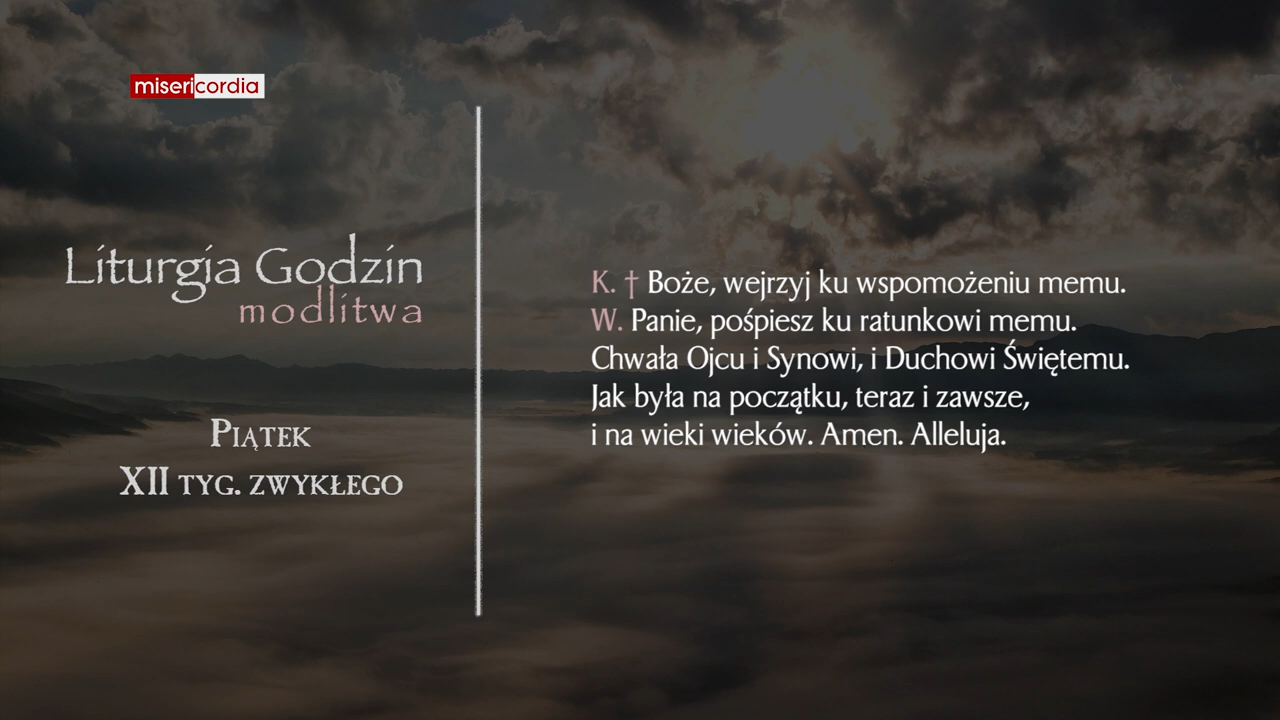 misericordia
Liturgia Godzin
modlitwa
Piątek
XII tyg. zwykłego
K. † Boże, wejrzyj ku wspomożeniu memu.
W. Panie, pośpiesz ku ratunkowi memu.
Chwała Ojcu i Synowi, i Duchowi Świętemu.
Jak była na początku, teraz i zawsze,
i na wieki wieków. Amen. Alleluja.